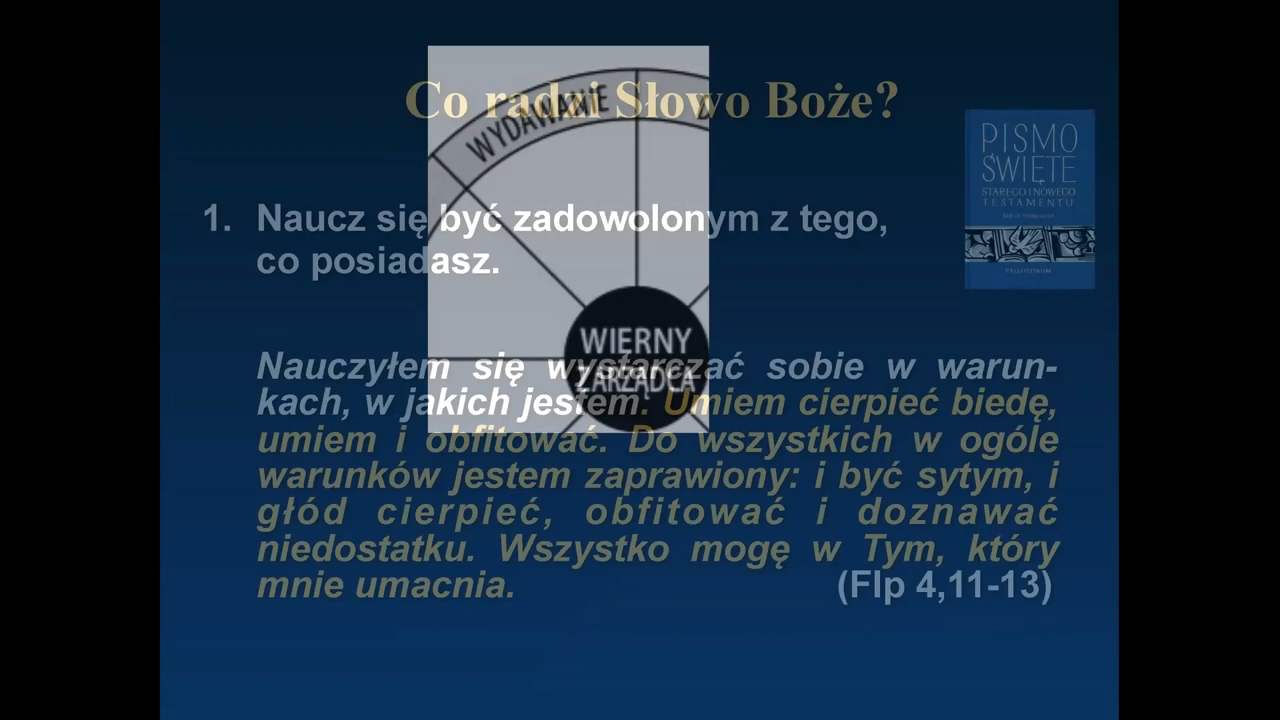 Co radzi Słowo Boże?
WYDAWANIE
PISMO
ŚWIĘTE
STAREGO I NOWEGO
TESTAMENTU
PALLOTTINUM
1. Naucz się być zadowolonym z tego,
co posiadasz.
WIERNY
ZARZĄDCA
Nauczyłem się wystarczać sobie w warun-
kach, w jakich jestem. Umiem cierpieć biedę,
umiem i obfitować. Do wszystkich w ogóle
warunków jestem zaprawiony: i być sytym, i
głód cierpieć, obfitować i doznawać
niedostatku. Wszystko mogę w Tym, który
mnie umacnia. (Flp 4,11-13)